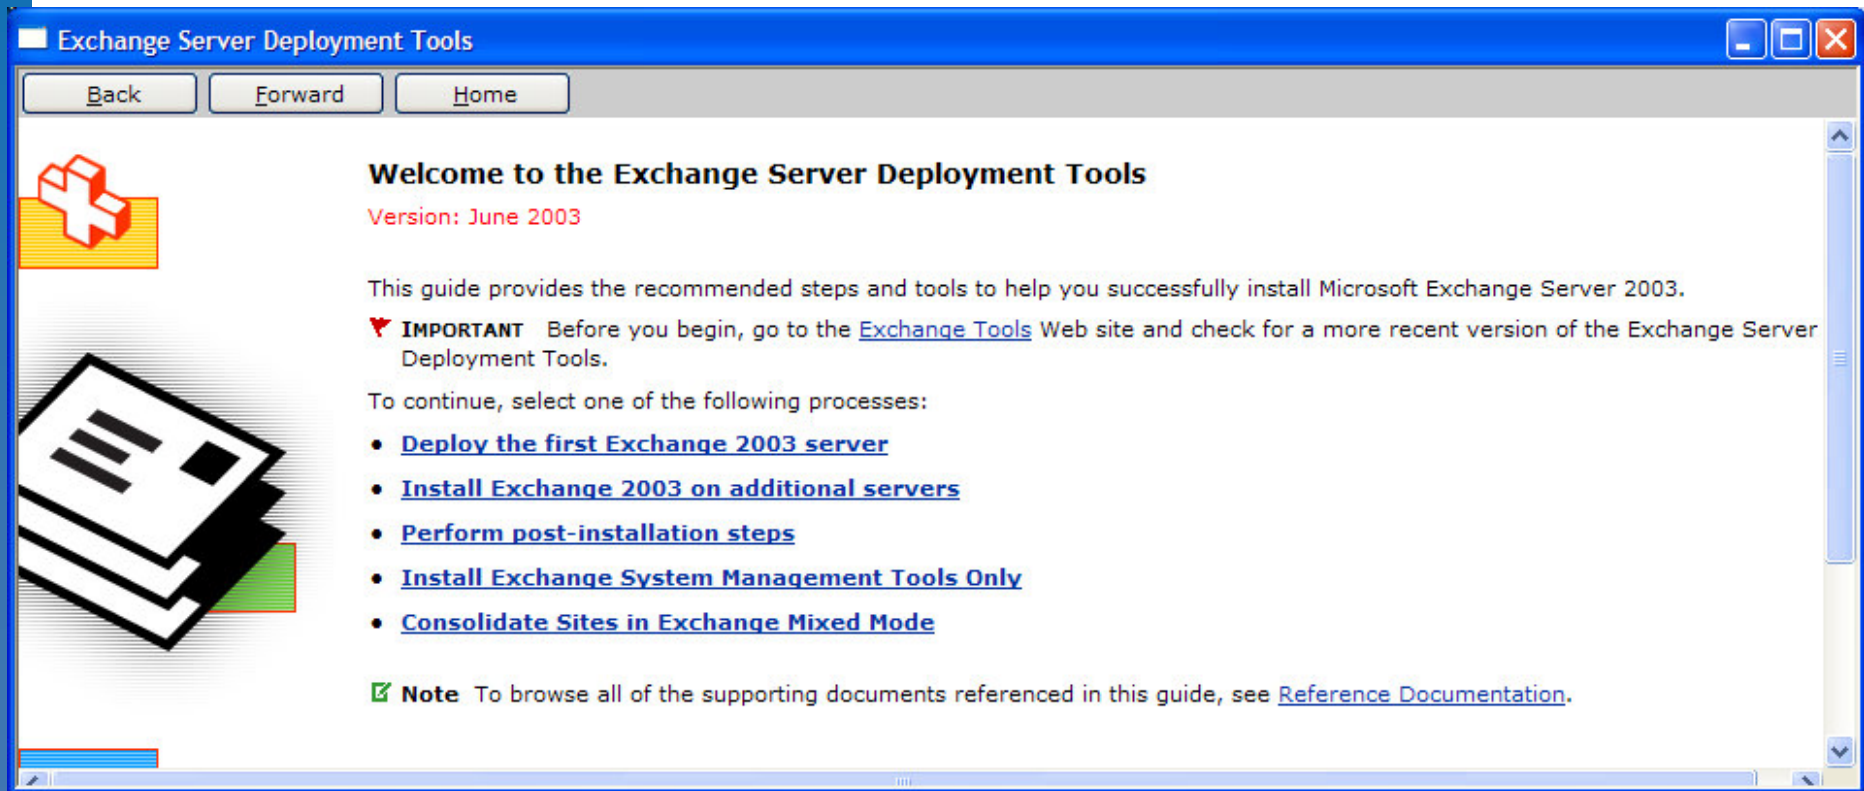 Exchange Server Deployment Tools
Back Forward Home
Welcome to the Exchange Server Deployment Tools
Version: June 2003
This guide provides the recommended steps and tools to help you successfully install Microsoft Exchange Server 2003.
IMPORTANT Before you begin, go to the Exchange Tools Web site and check for a more recent version of the Exchange Server
Deployment Tools.
To continue, select one of the following processes:
• Deploy the first Exchange 2003 server
• Install Exchange 2003 on additional servers
• Perform post-installation steps
• Install Exchange System Management Tools Only
• Consolidate Sites in Exchange Mixed Mode
Note To browse all of the supporting documents referenced in this guide, see Reference Documentation.